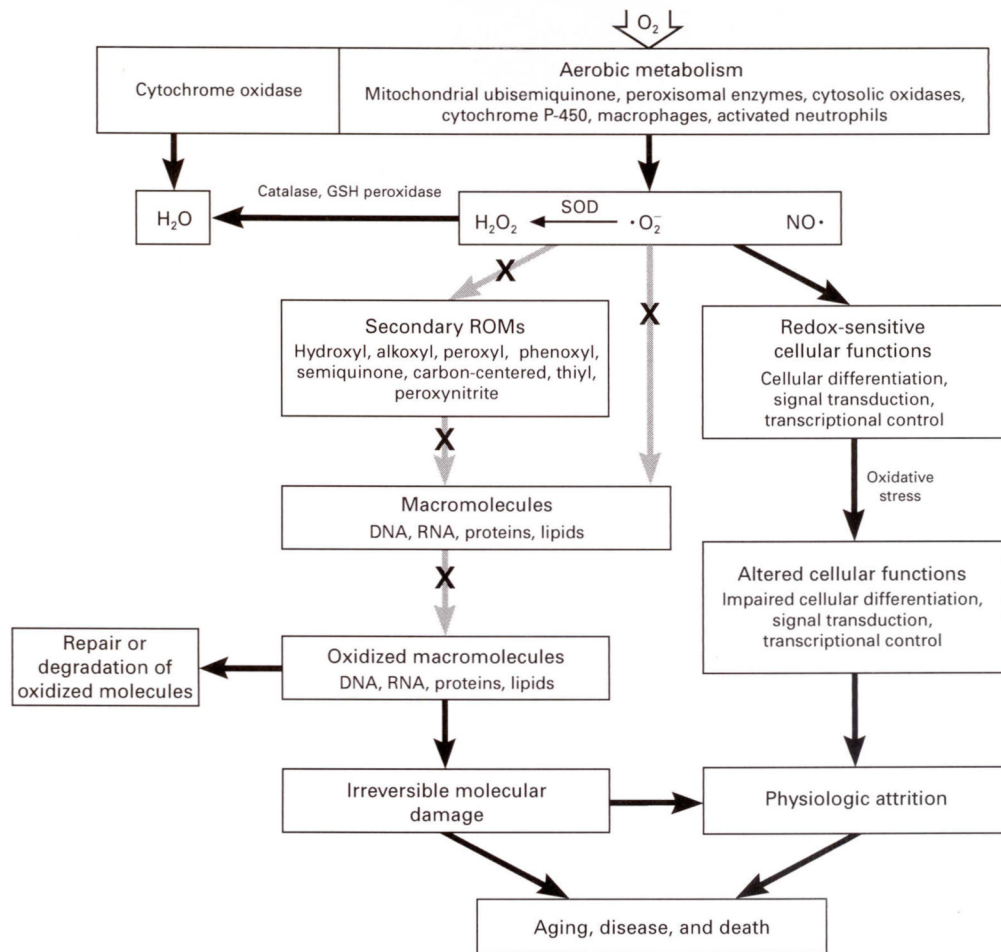 O₂
Cytochrome oxidase
Aerobic metabolism
Mitochondrial ubisemiquinone, peroxisomal enzymes, cytosolic oxidases,
cytochrome P-450, macrophages, activated neutrophils
Catalase, GSH peroxidase
H₂O
H₂O₂
SOD
·O₂⁻
NO·
X
X
Secondary ROMs
Hydroxyl, alkoxyl, peroxyl, phenoxyl,
semiquinone, carbon-centered, thiyl,
peroxynitrite
Redox-sensitive
cellular functions
Cellular differentiation,
signal transduction,
transcriptional control
X
Oxidative
stress
Macromolecules
DNA, RNA, proteins, lipids
X
Altered cellular functions
Impaired cellular differentiation,
signal transduction,
transcriptional control
Repair or
degradation of
oxidized molecules
Oxidized macromolecules
DNA, RNA, proteins, lipids
Irreversible molecular
damage
Physiologic attrition
Aging, disease, and death